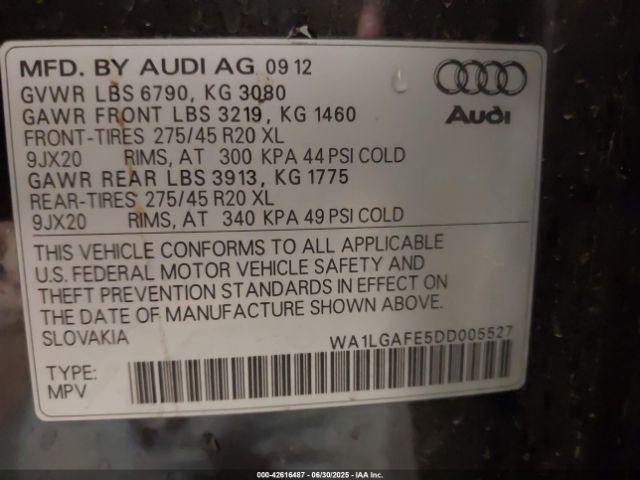 MFD. BY AUDI AG 09 12
GVWR LBS 6790, KG 3080
GAWR FRONT LBS 3219, KG 1460
FRONT-TIRES 275/45 R20 XL
9JX20 RIMS, AT 300 KPA 44 PSI COLD
GAWR REAR LBS 3913, KG 1775
REAR-TIRES 275/45 R20 XL
9JX20 RIMS, AT 340 KPA 49 PSI COLD
Audi
THIS VEHICLE CONFORMS TO ALL APPLICABLE
U.S. FEDERAL MOTOR VEHICLE SAFETY AND
THEFT PREVENTION STANDARDS IN EFFECT ON
THE DATE OF MANUFACTURE SHOWN ABOVE.
SLOVAKIA
WA1LGAFE5DD005527
TYPE:
MPV
000-42616487 - 06/30/2025 - IAA Inc.